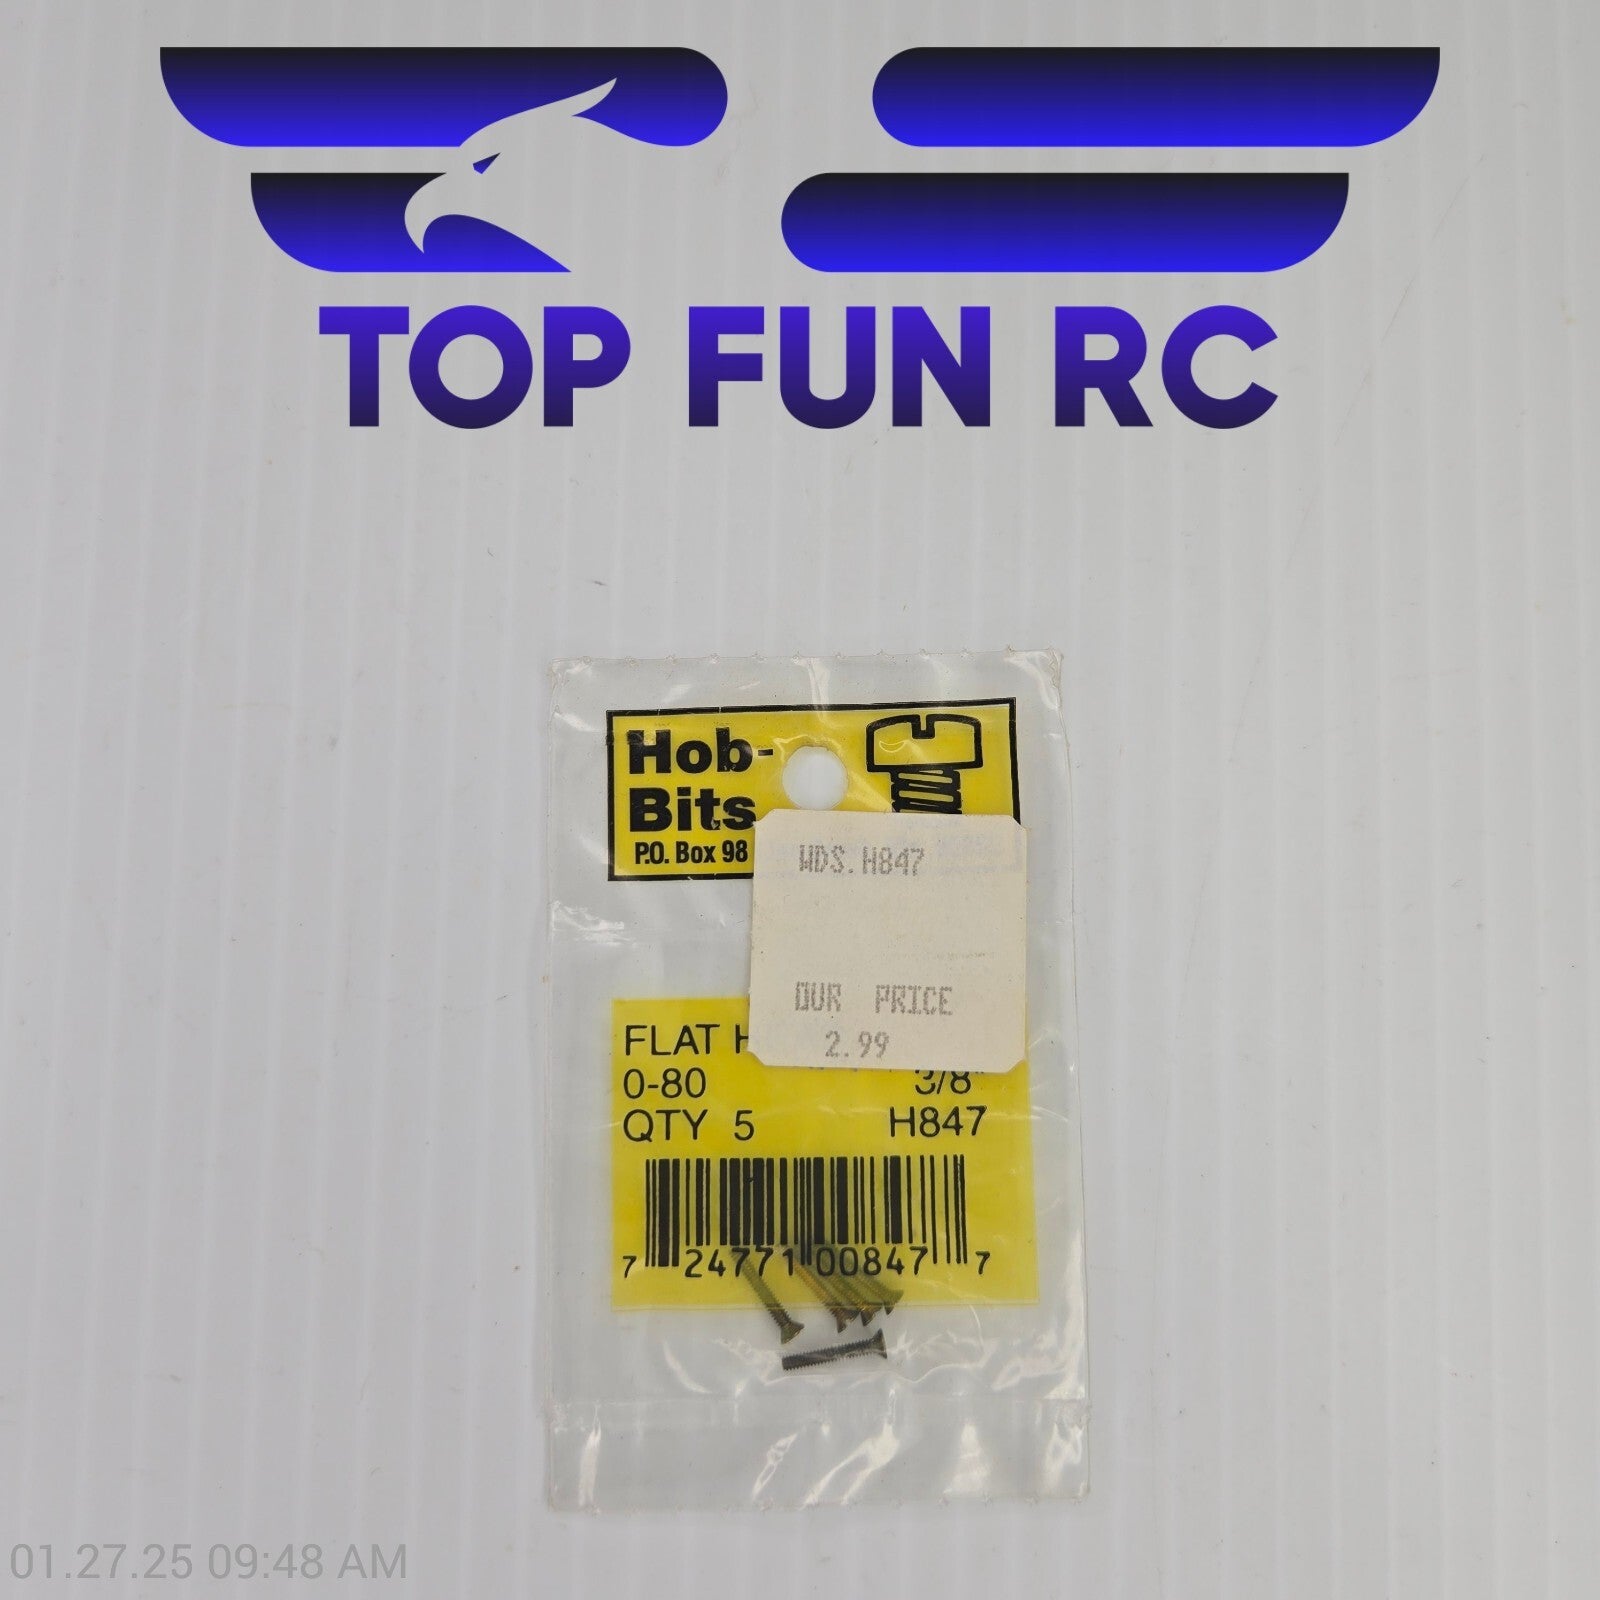 TOP FUN RC
Hob-
Bits
P.O. Box 98
WDS.H847
OUR PRICE
2.99
FLAT
0-80 3/8"
QTY 5 H847
7 24771 00847 7
01.27.25 09:48 AM